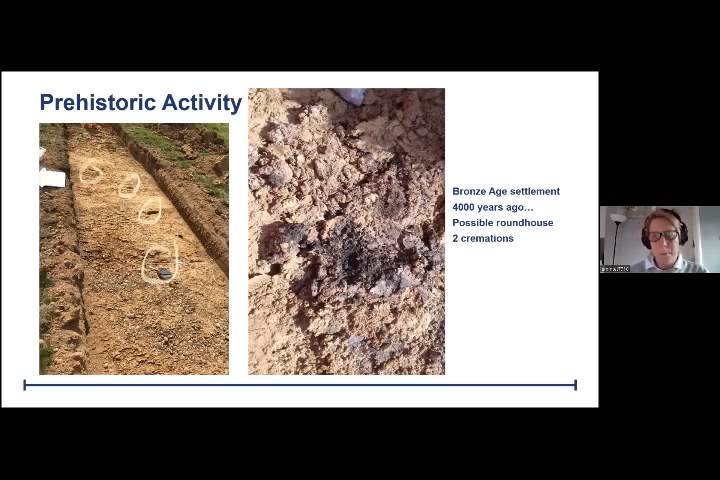 Prehistoric Activity
Bronze Age settlement
4000 years ago…
Possible roundhouse
2 cremations